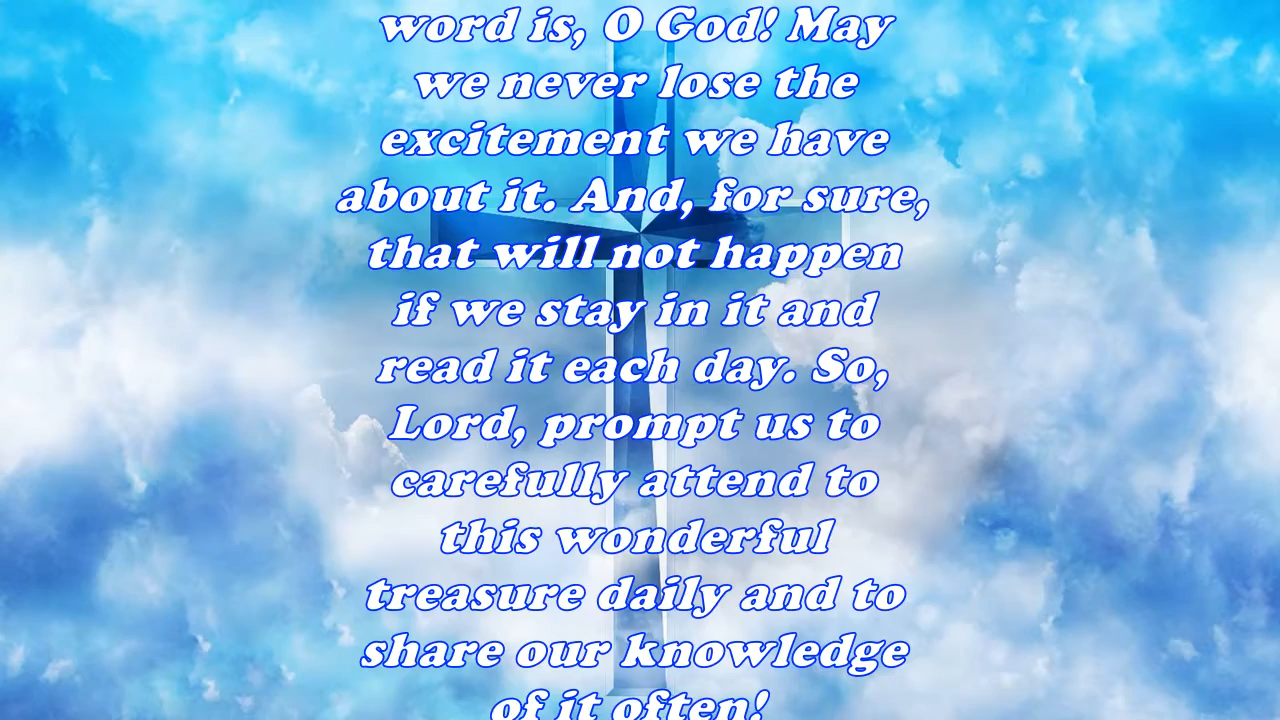 word is, O God! May
we never lose the
excitement we have
about it. And, for sure,
that will not happen
if we stay in it and
read it each day. So,
Lord, prompt us to
carefully attend to
this wonderful
treasure daily and to
share our knowledge
of it often!